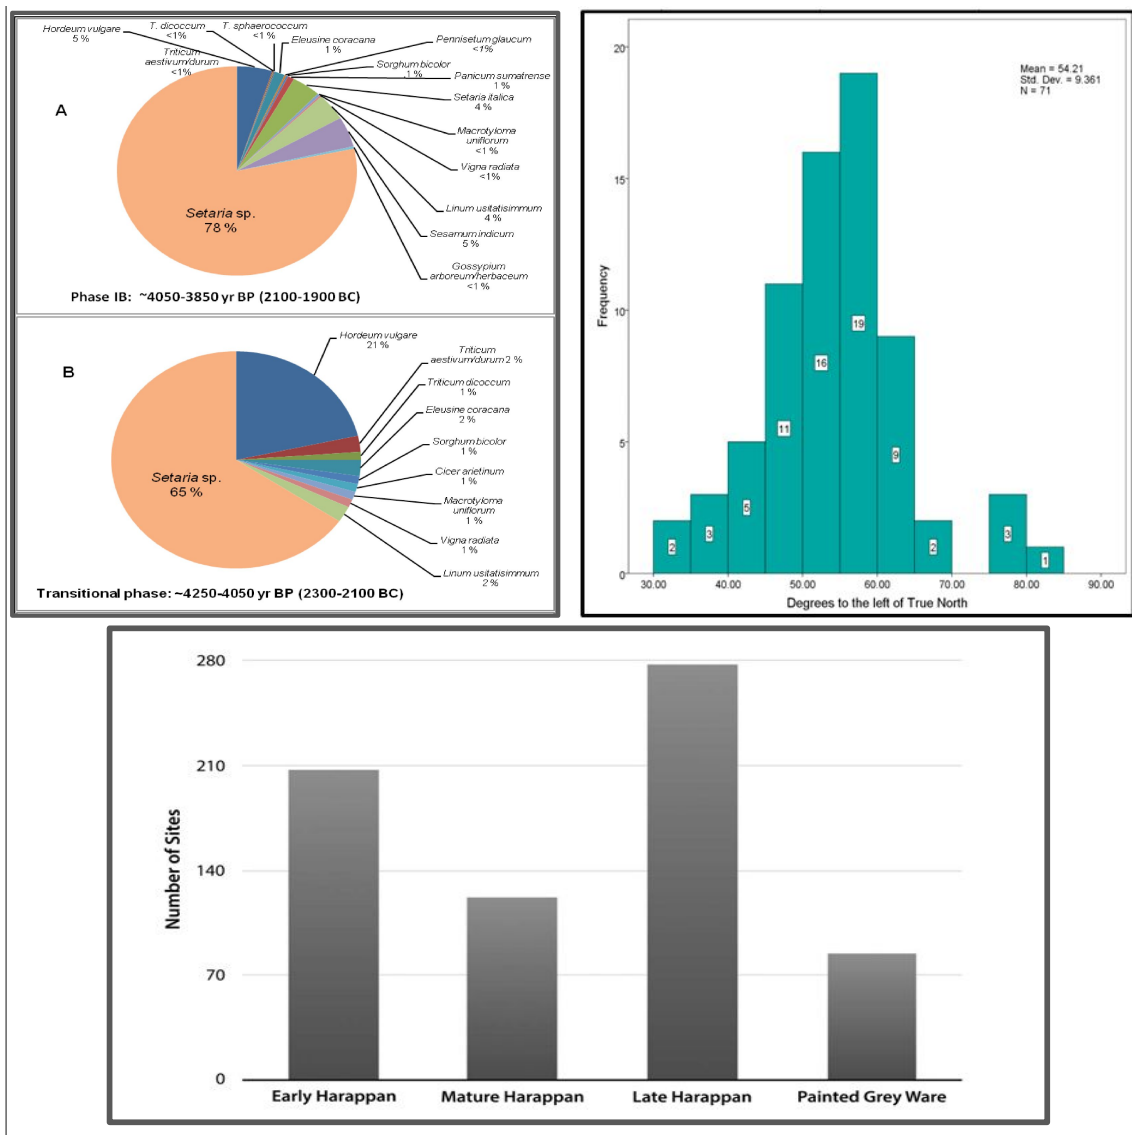 Hordeum vulgare
5 %
T. dicoccum
<1%
T. sphaerococcum
<1%
Eleusine coracana
1 %
Pennisetum glaucum
<1%
Triticum
aestivum/durum
<1%
Sorghum bicolor
1%
Panicum sumatrense
1%
Setaria italica
4 %
A
Macrotyloma
uniflorum
<1 %
Vigna radiata
<1%
Linum usitatisimmum
4 %
Setaria sp.
78 %
Sesamum indicum
5 %
Gossypium
arboreum/herbaceum
<1 %
Phase IB: ~4050-3850 yr BP (2100-1900 BC)
Hordeum vulgare
21 %
B
Triticum
aestivum/durum 2 %
Triticum dicoccum
1 %
Eleusine coracana
2 %
Sorghum bicolor
1 %
Setaria sp.
65 %
Cicer arietinum
1 %
Macrotyloma
uniflorum
1 %
Vigna radiata
1 %
Linum usitatisimmum
2 %
Transitional phase: ~4250-4050 yr BP (2300-2100 BC)
Mean = 54.21
Std. Dev. = 9.361
N = 71
Frequency
20
15
10
5
0
2
3
5
11
16
19
9
2
3
1
30.00 40.00 50.00 60.00 70.00 80.00 90.00
Degrees to the left of True North
Number of Sites
280
210
140
70
0
Early Harappan Mature Harappan Late Harappan Painted Grey Ware